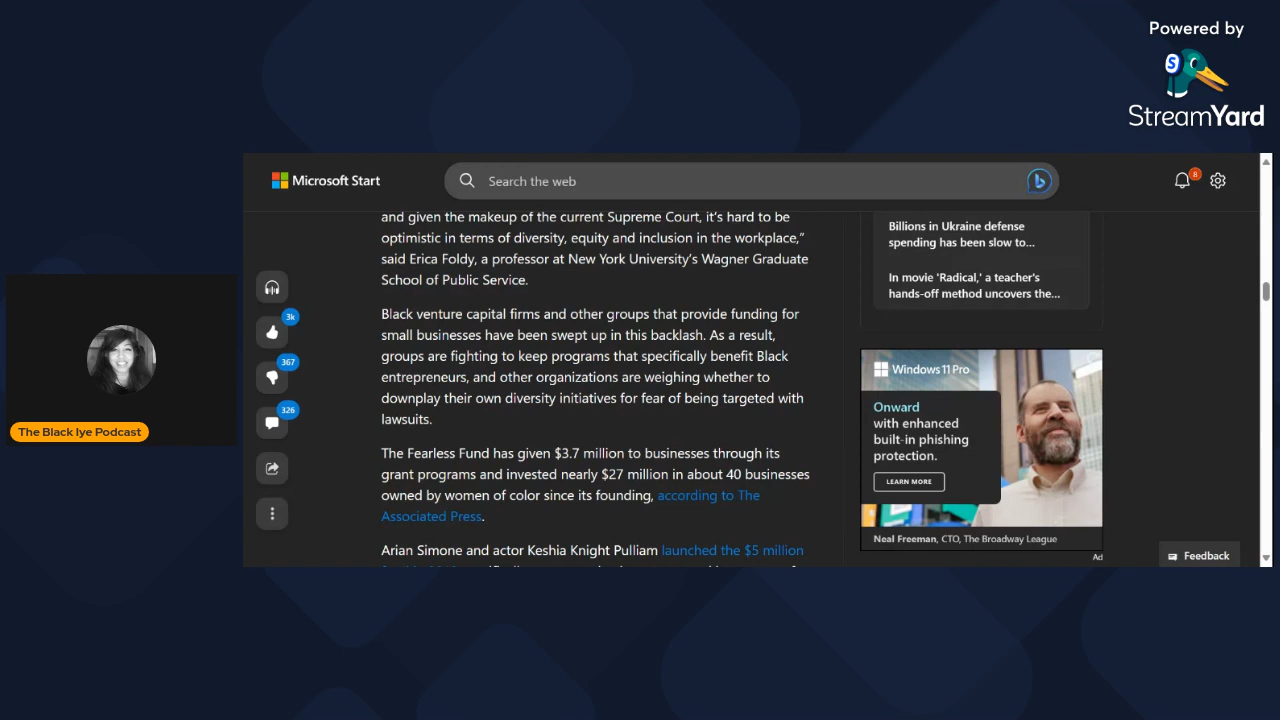 Powered by
StreamYard
Microsoft Start
Search the web
8
and given the makeup of the current Supreme Court, it's hard to be
optimistic in terms of diversity, equity and inclusion in the workplace,”
said Erica Foldy, a professor at New York University’s Wagner Graduate
School of Public Service.
Black venture capital firms and other groups that provide funding for
small businesses have been swept up in this backlash. As a result,
groups are fighting to keep programs that specifically benefit Black
entrepreneurs, and other organizations are weighing whether to
downplay their own diversity initiatives for fear of being targeted with
lawsuits.
The Fearless Fund has given $3.7 million to businesses through its
grant programs and invested nearly $27 million in about 40 businesses
owned by women of color since its founding, according to The
Associated Press.
Arian Simone and actor Keshia Knight Pulliam launched the $5 million
3k
367
326
The Black Iye Podcast
Billions in Ukraine defense
spending has been slow to...
In movie 'Radical,' a teacher's
hands-off method uncovers the...
Windows 11 Pro
Onward
with enhanced
built-in phishing
protection.
LEARN MORE
Neal Freeman, CTO, The Broadway League
Ad
Feedback